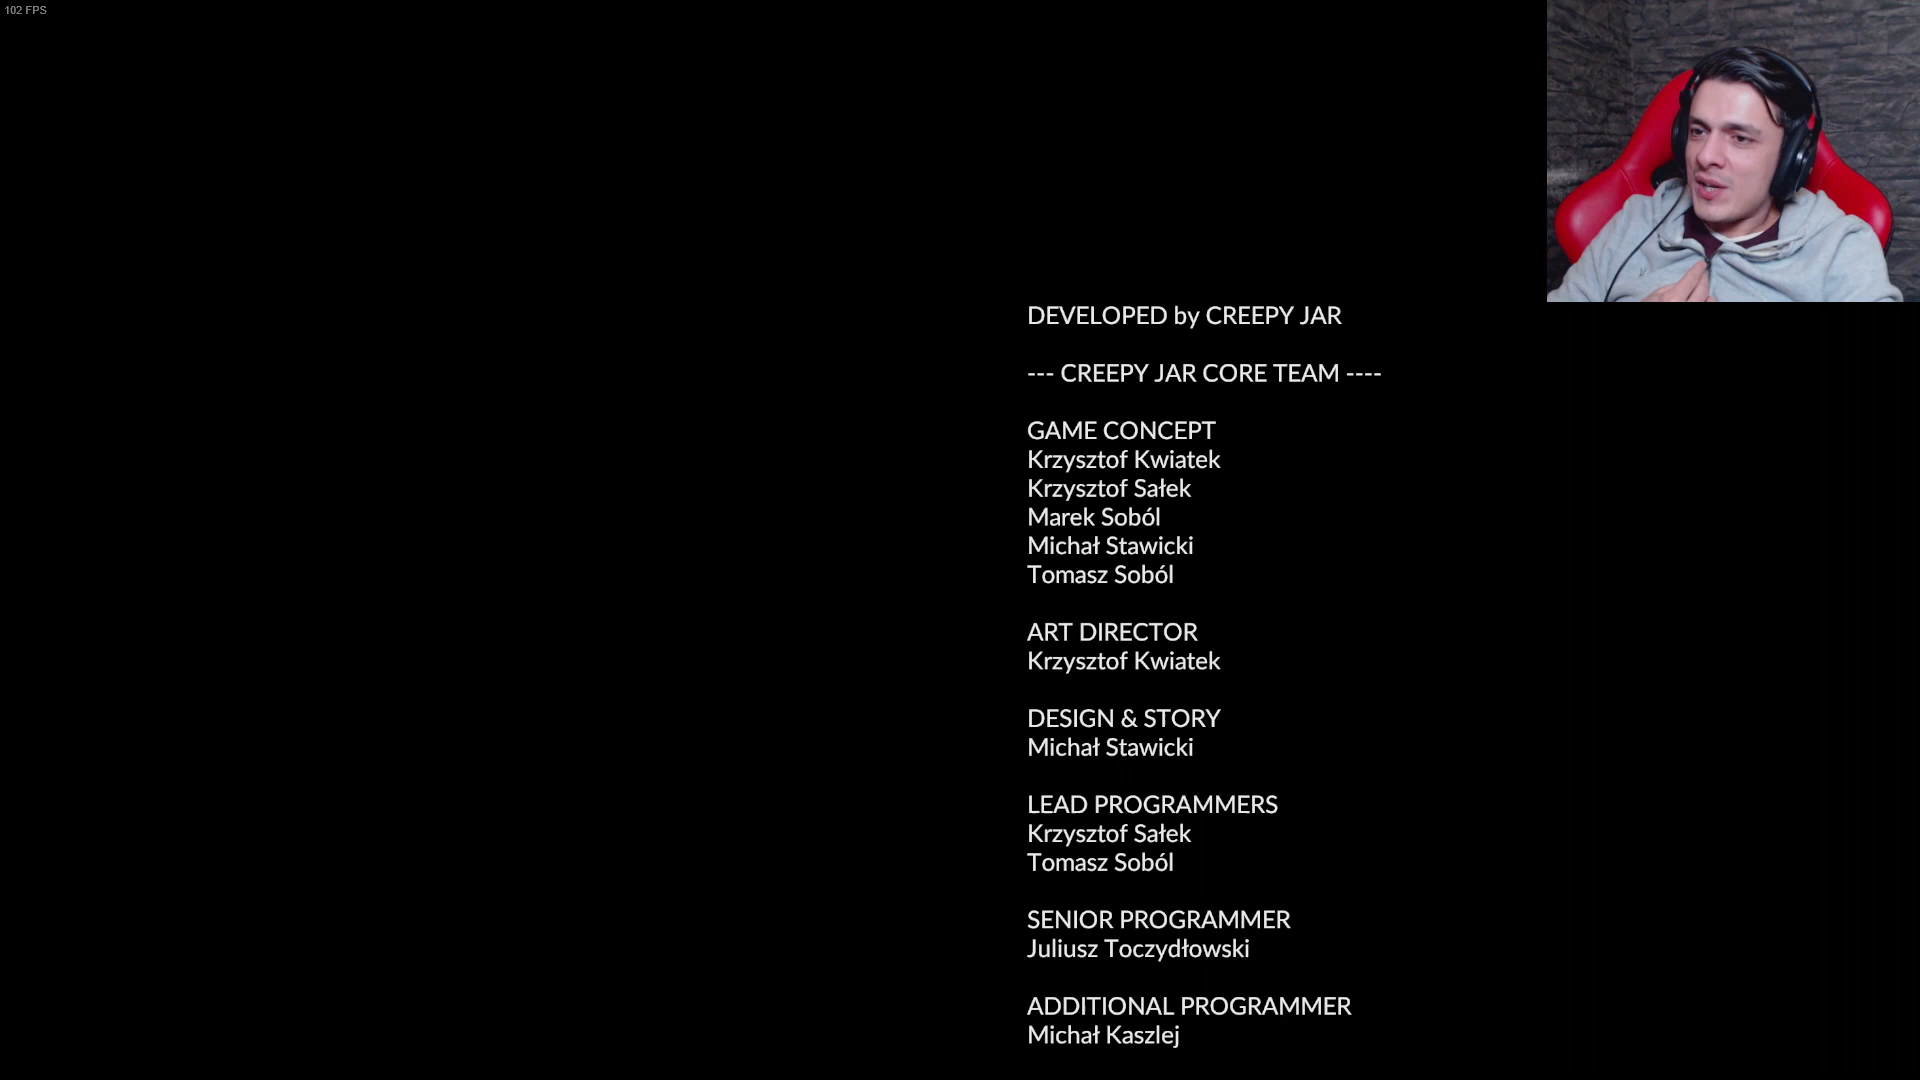 102 FPS
DEVELOPED by CREEPY JAR
--- CREEPY JAR CORE TEAM ----
GAME CONCEPT
Krzysztof Kwiatek
Krzysztof Sałek
Marek Soból
Michał Stawicki
Tomasz Soból
ART DIRECTOR
Krzysztof Kwiatek
DESIGN & STORY
Michał Stawicki
LEAD PROGRAMMERS
Krzysztof Sałek
Tomasz Soból
SENIOR PROGRAMMER
Juliusz Toczydłowski
ADDITIONAL PROGRAMMER
Michał Kaszlej